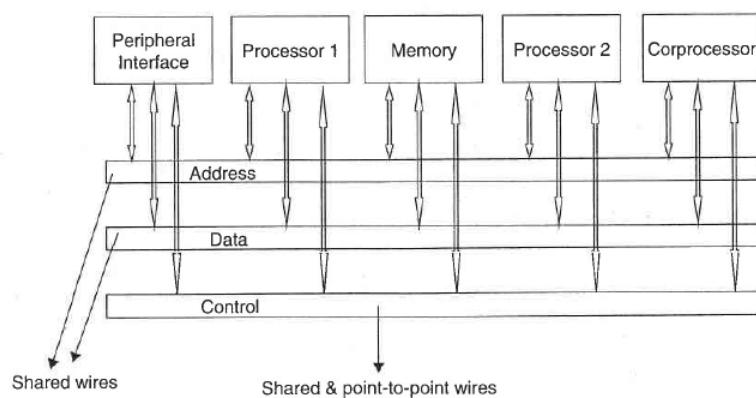 Peripheral
Interface
Processor 1
Memory
Processor 2
Corprocessor
Address
Data
Control
Shared wires
Shared & point-to-point wires